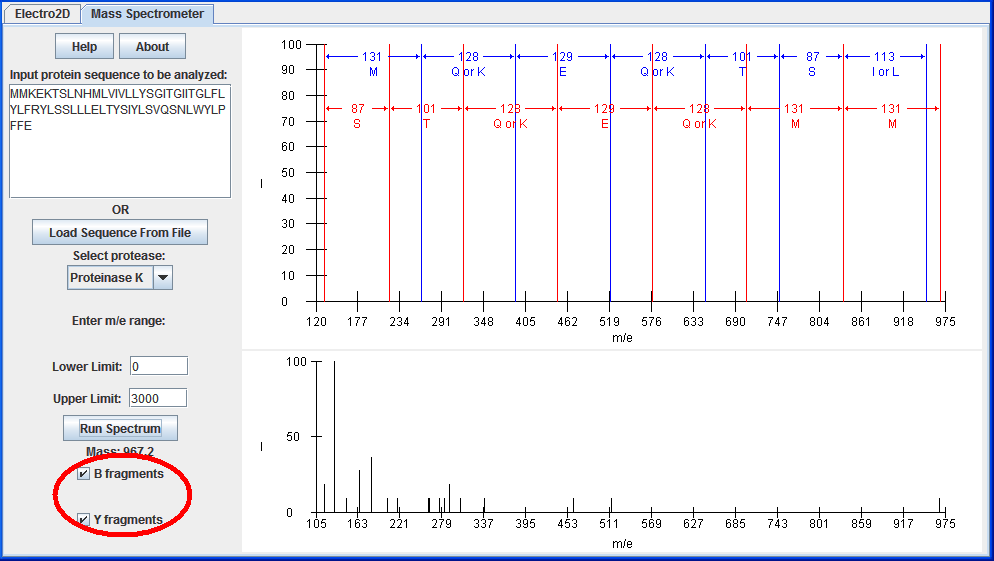 Electro2D Mass Spectrometer
Help About
Input protein sequence to be analyzed:
MMKEKTSLNHMLVIVLLYSGITGIITGLFL
YLFRYLSSLLLELTYSIYLSVQSNLWYLP
FFE
OR
Load Sequence From File
Select protease:
Proteinase K
Enter m/e range:
Lower Limit: 0
Upper Limit: 3000
Run Spectrum
Mass: 967.2
B fragments
Y fragments
100
90
80
70
60
50
40
30
20
10
0
I
131 128 129 128 101 87 113
M Q or K E Q or K T S I or L
87 101 128 129 128 131 131
S T Q or K E Q or K M M
120 177 234 291 348 405 462 519 576 633 690 747 804 861 918 975
m/e
100
50
0
I
105 163 221 279 337 395 453 511 569 627 685 743 801 859 917 975
m/e